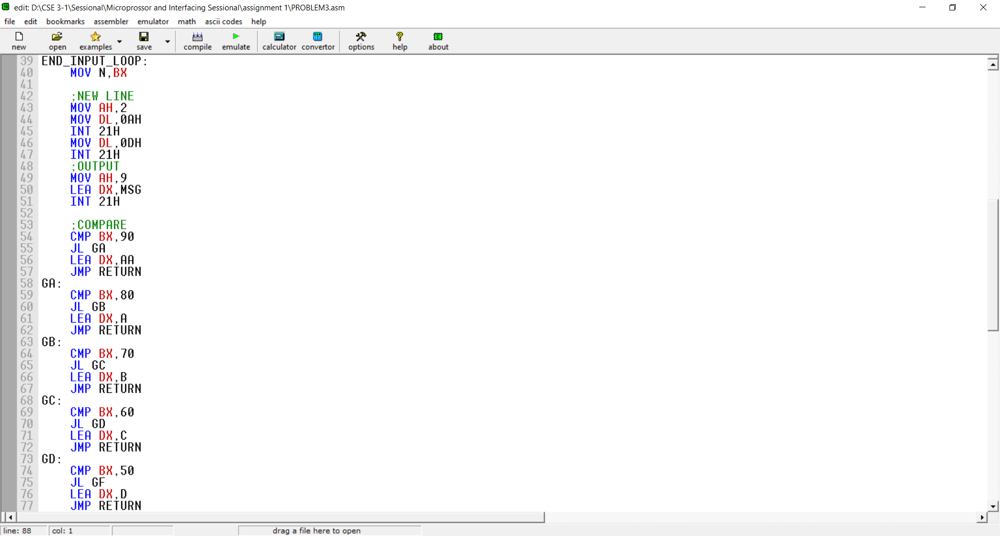 edit: D:\CSE 3-1\Sessional\Microprossor and Interfacing Sessional\assignment 1\PROBLEM3.asm
file edit bookmarks assembler emulator math ascii codes help
new open examples save compile emulate calculator convertor options help about
39 END_INPUT_LOOP:
40 MOV N,BX
41
42 ;NEW LINE
43 MOV AH,2
44 MOV DL,0AH
45 INT 21H
46 MOV DL,0DH
47 INT 21H
48 ;OUTPUT
49 MOV AH,9
50 LEA DX,MSG
51 INT 21H
52
53 ;COMPARE
54 CMP BX,90
55 JL GA
56 LEA DX,AA
57 JMP RETURN
58 GA:
59 CMP BX,80
60 JL GB
61 LEA DX,A
62 JMP RETURN
63 GB:
64 CMP BX,70
65 JL GC
66 LEA DX,B
67 JMP RETURN
68 GC:
69 CMP BX,60
70 JL GD
71 LEA DX,C
72 JMP RETURN
73 GD:
74 CMP BX,50
75 JL GF
76 LEA DX,D
77 JMP RETURN
line: 88 col: 1 drag a file here to open